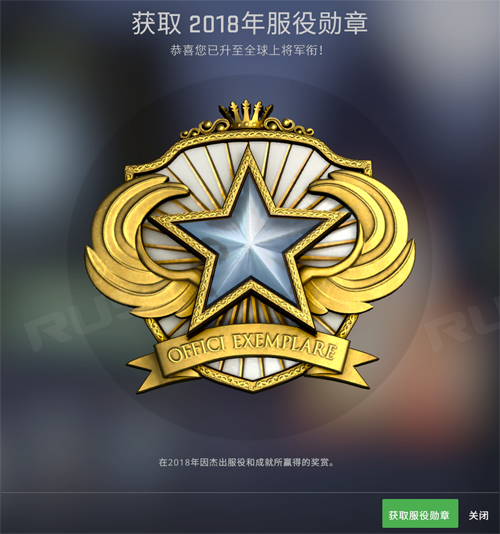 获取 2018年服役勋章
恭喜您已升至全球上将军衔！
OFFICI EXEMPLARE
在2018年因杰出服役和成就所赢得的奖赏。
获取服役勋章 关闭